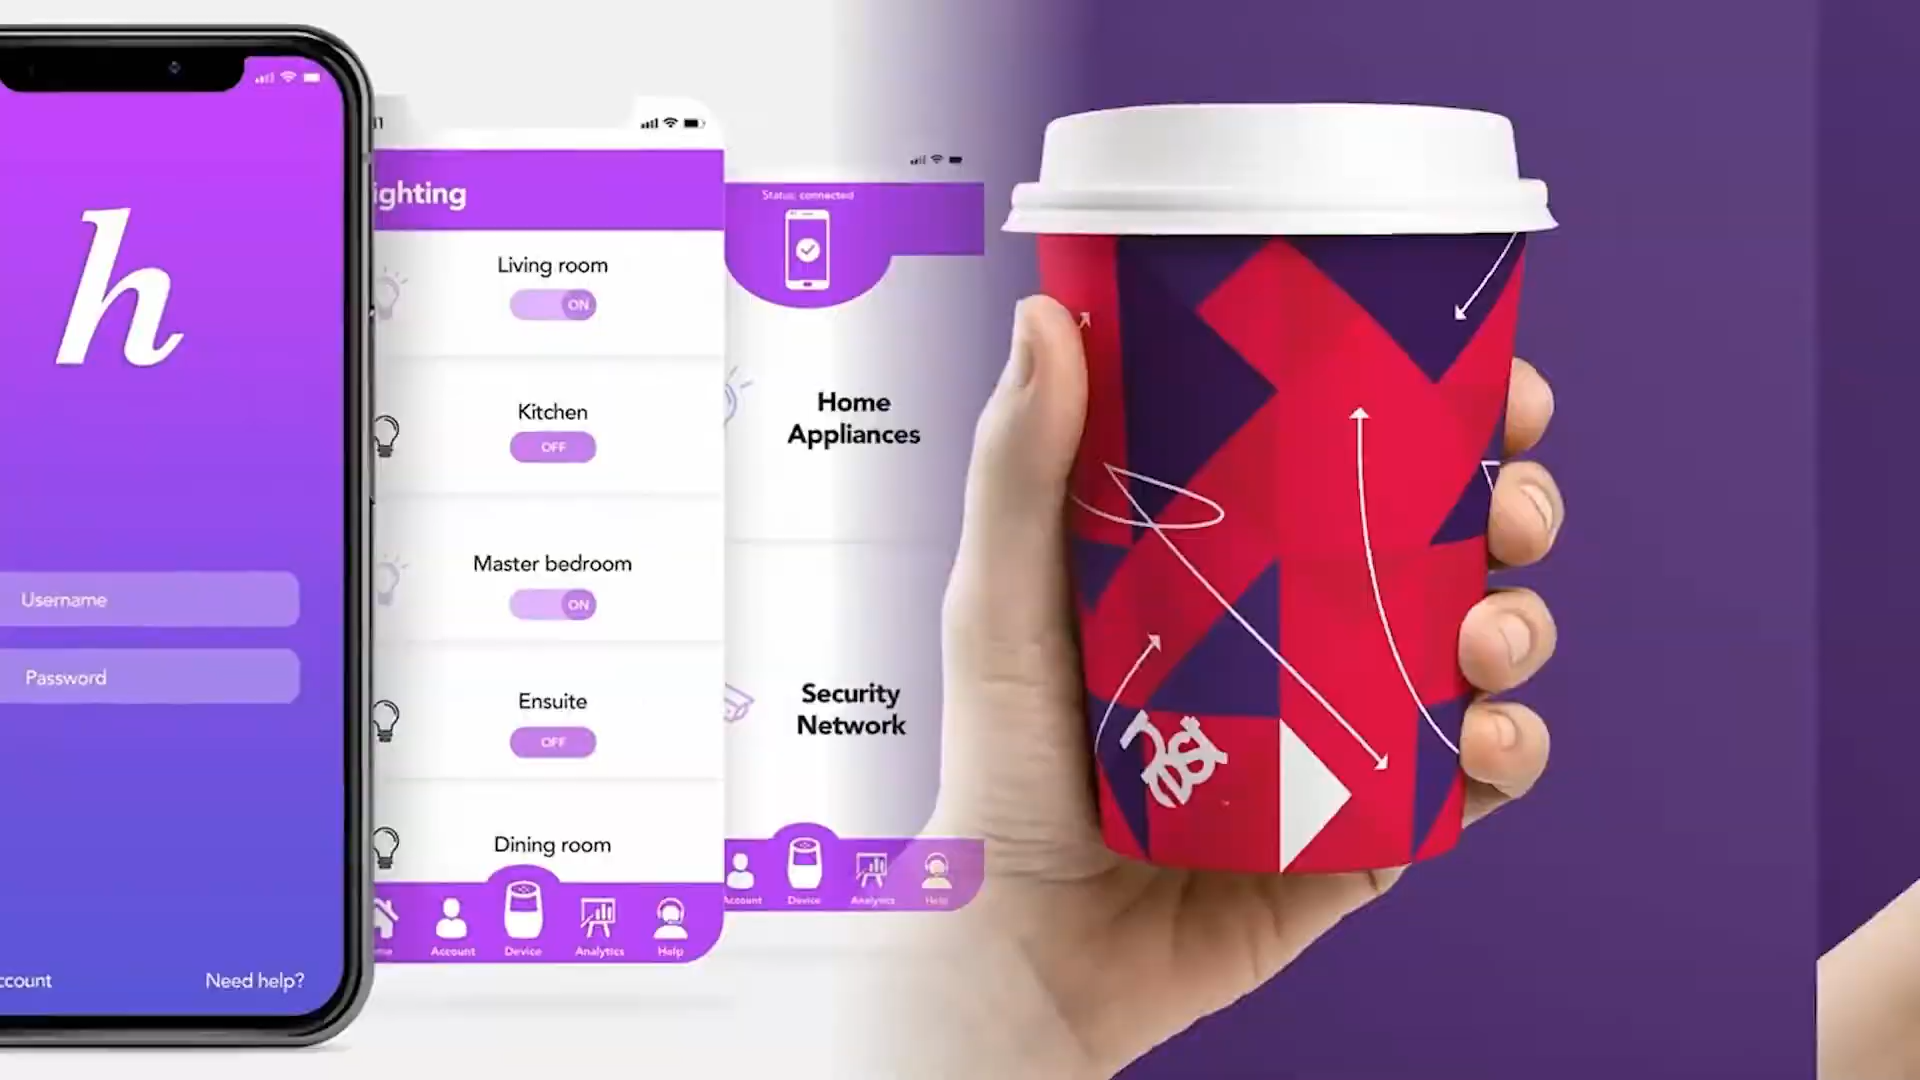 h
Username
Password
ccount
Need help?
ighting
Living room
ON
Kitchen
OFF
Master bedroom
ON
Ensuite
OFF
Dining room
Account
Device
Analytics
Help
Status: connected
Home
Appliances
Security
Network
Account
Device
Analytics
Help